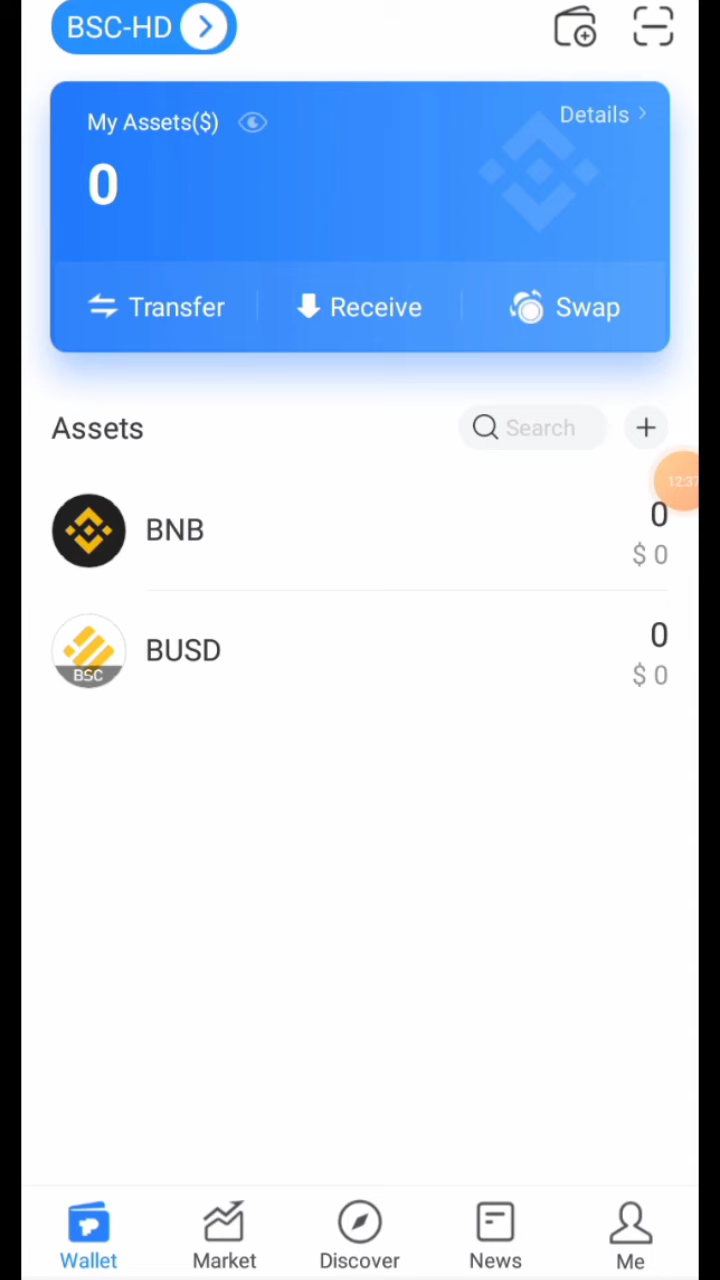 BSC-HD
My Assets($)
Details
0
Transfer
Receive
Swap
Assets
Search
BNB
0
$ 0
BUSD
BSC
0
$ 0
Wallet
Market
Discover
News
Me